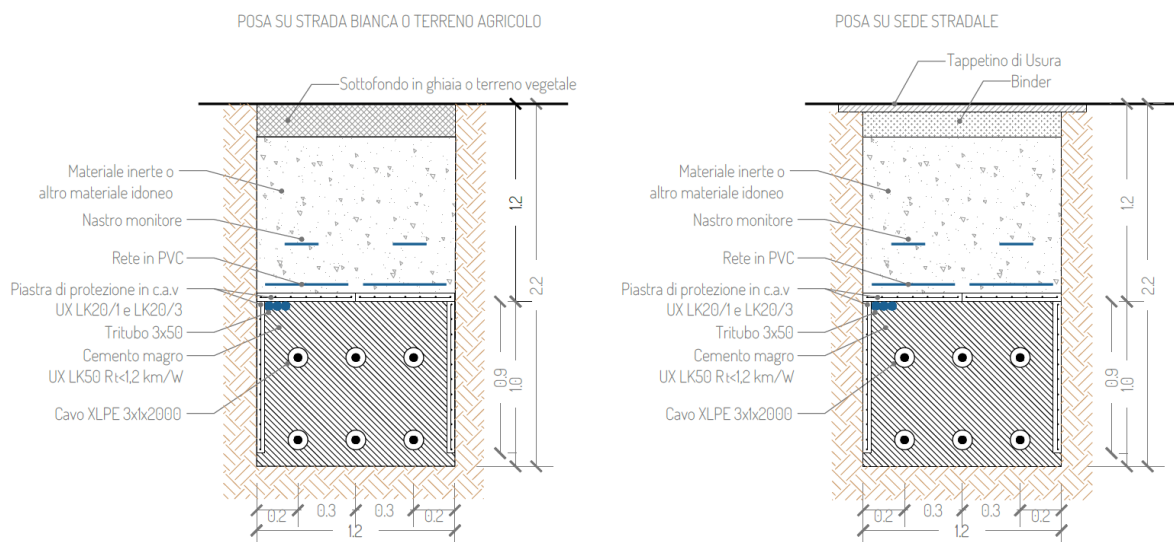 POSA SU STRADA BIANCA O TERRENO AGRICOLO
Sottofondo in ghiaia o terreno vegetale
Materiale inerte o
altro materiale idoneo
Nastro monitore
Rete in PVC
Piastra di protezione in c.a.v
UX LK20/1 e LK20/3
Tritubo 3x50
Cemento magro
UX LK50 Rt<1,2 km/W
Cavo XLPE 3x1x2000
1.2
2.2
0.9
1.0
0.2
0.3
0.3
0.2
1.2
POSA SU SEDE STRADALE
Tappetino di Usura
Binder
Materiale inerte o
altro materiale idoneo
Nastro monitore
Rete in PVC
Piastra di protezione in c.a.v
UX LK20/1 e LK20/3
Tritubo 3x50
Cemento magro
UX LK50 Rt<1,2 km/W
Cavo XLPE 3x1x2000
1.2
2.2
0.9
1.0
0.2
0.3
0.3
0.2
1.2